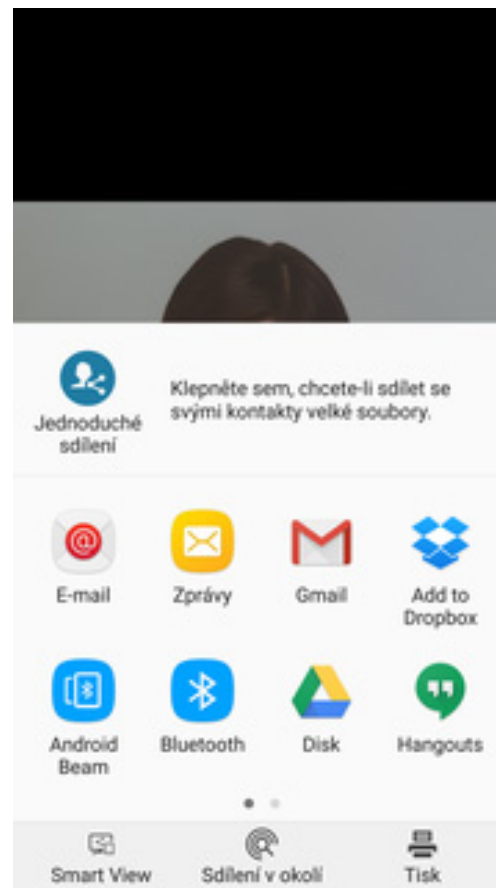 Klepněte sem, chcete-li sdílet se
svými kontakty velké soubory.
Jednoduché
sdílení
E-mail
Zprávy
Gmail
Add to
Dropbox
Android
Beam
Bluetooth
Disk
Hangouts
Smart View
Sdílení v okolí
Tisk